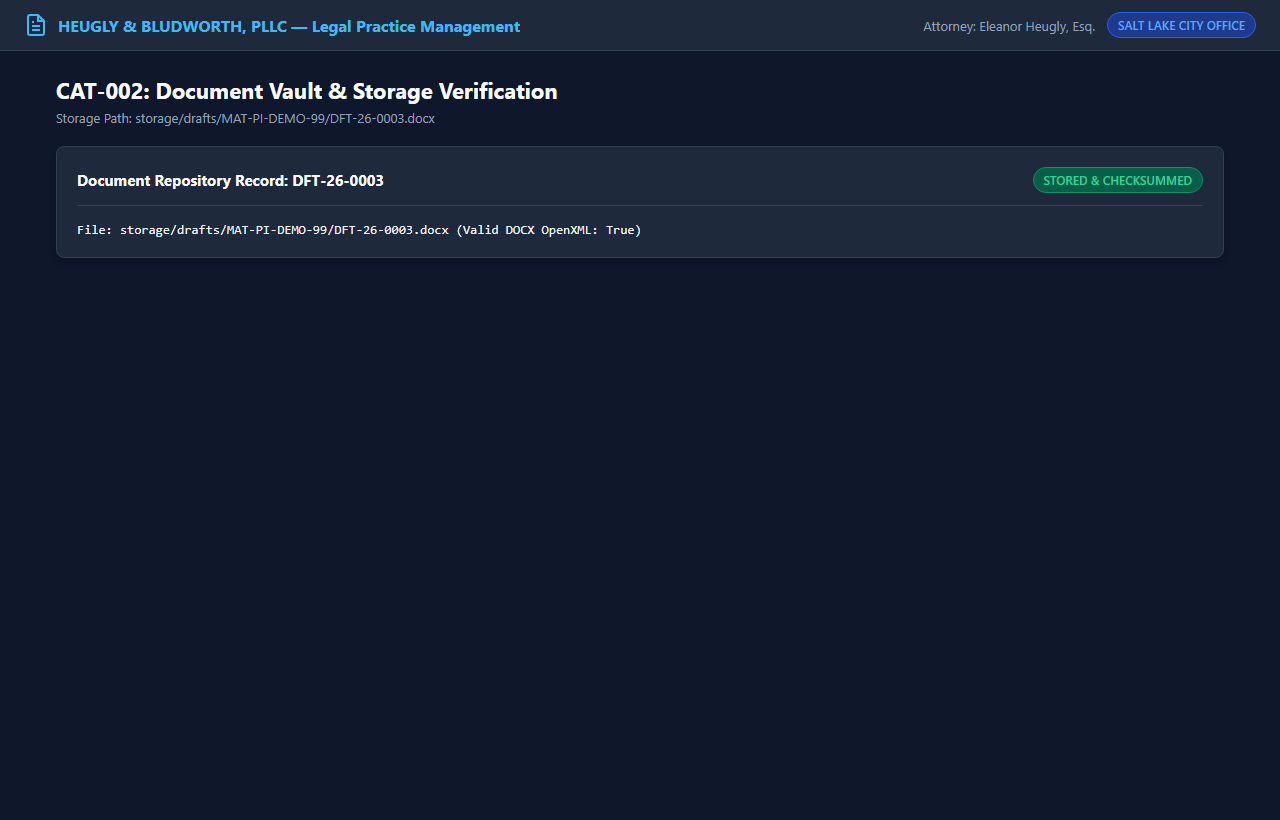 HEUGLY & BLUDWORTH, PLLC — Legal Practice Management
Attorney: Eleanor Heugly, Esq.
SALT LAKE CITY OFFICE
CAT-002: Document Vault & Storage Verification
Storage Path: storage/drafts/MAT-PI-DEMO-99/DFT-26-0003.docx
Document Repository Record: DFT-26-0003
STORED & CHECKSUMMED
File: storage/drafts/MAT-PI-DEMO-99/DFT-26-0003.docx (Valid DOCX OpenXML: True)